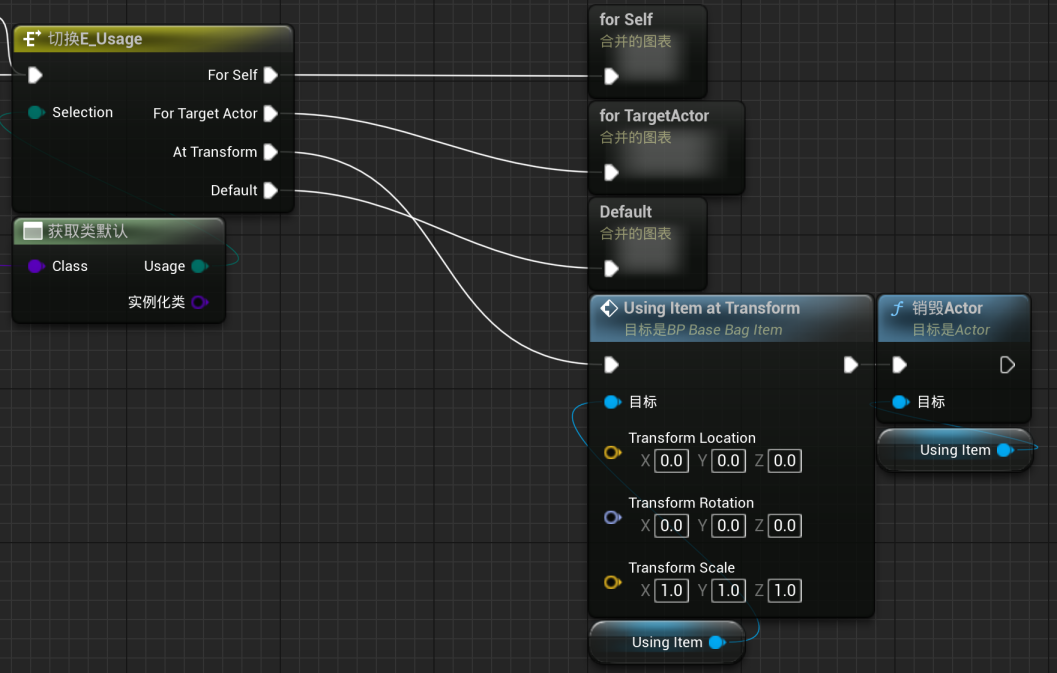 切换E_Usage
For Self
Selection
For Target Actor
At Transform
Default
获取类默认
Class
Usage
实例化类
for Self
合并的图表
for TargetActor
合并的图表
Default
合并的图表
Using Item at Transform
目标是BP Base Bag Item
目标
Transform Location
X 0.0 Y 0.0 Z 0.0
Transform Rotation
X 0.0 Y 0.0 Z 0.0
Transform Scale
X 1.0 Y 1.0 Z 1.0
Using Item
f 销毁Actor
目标是Actor
目标
Using Item